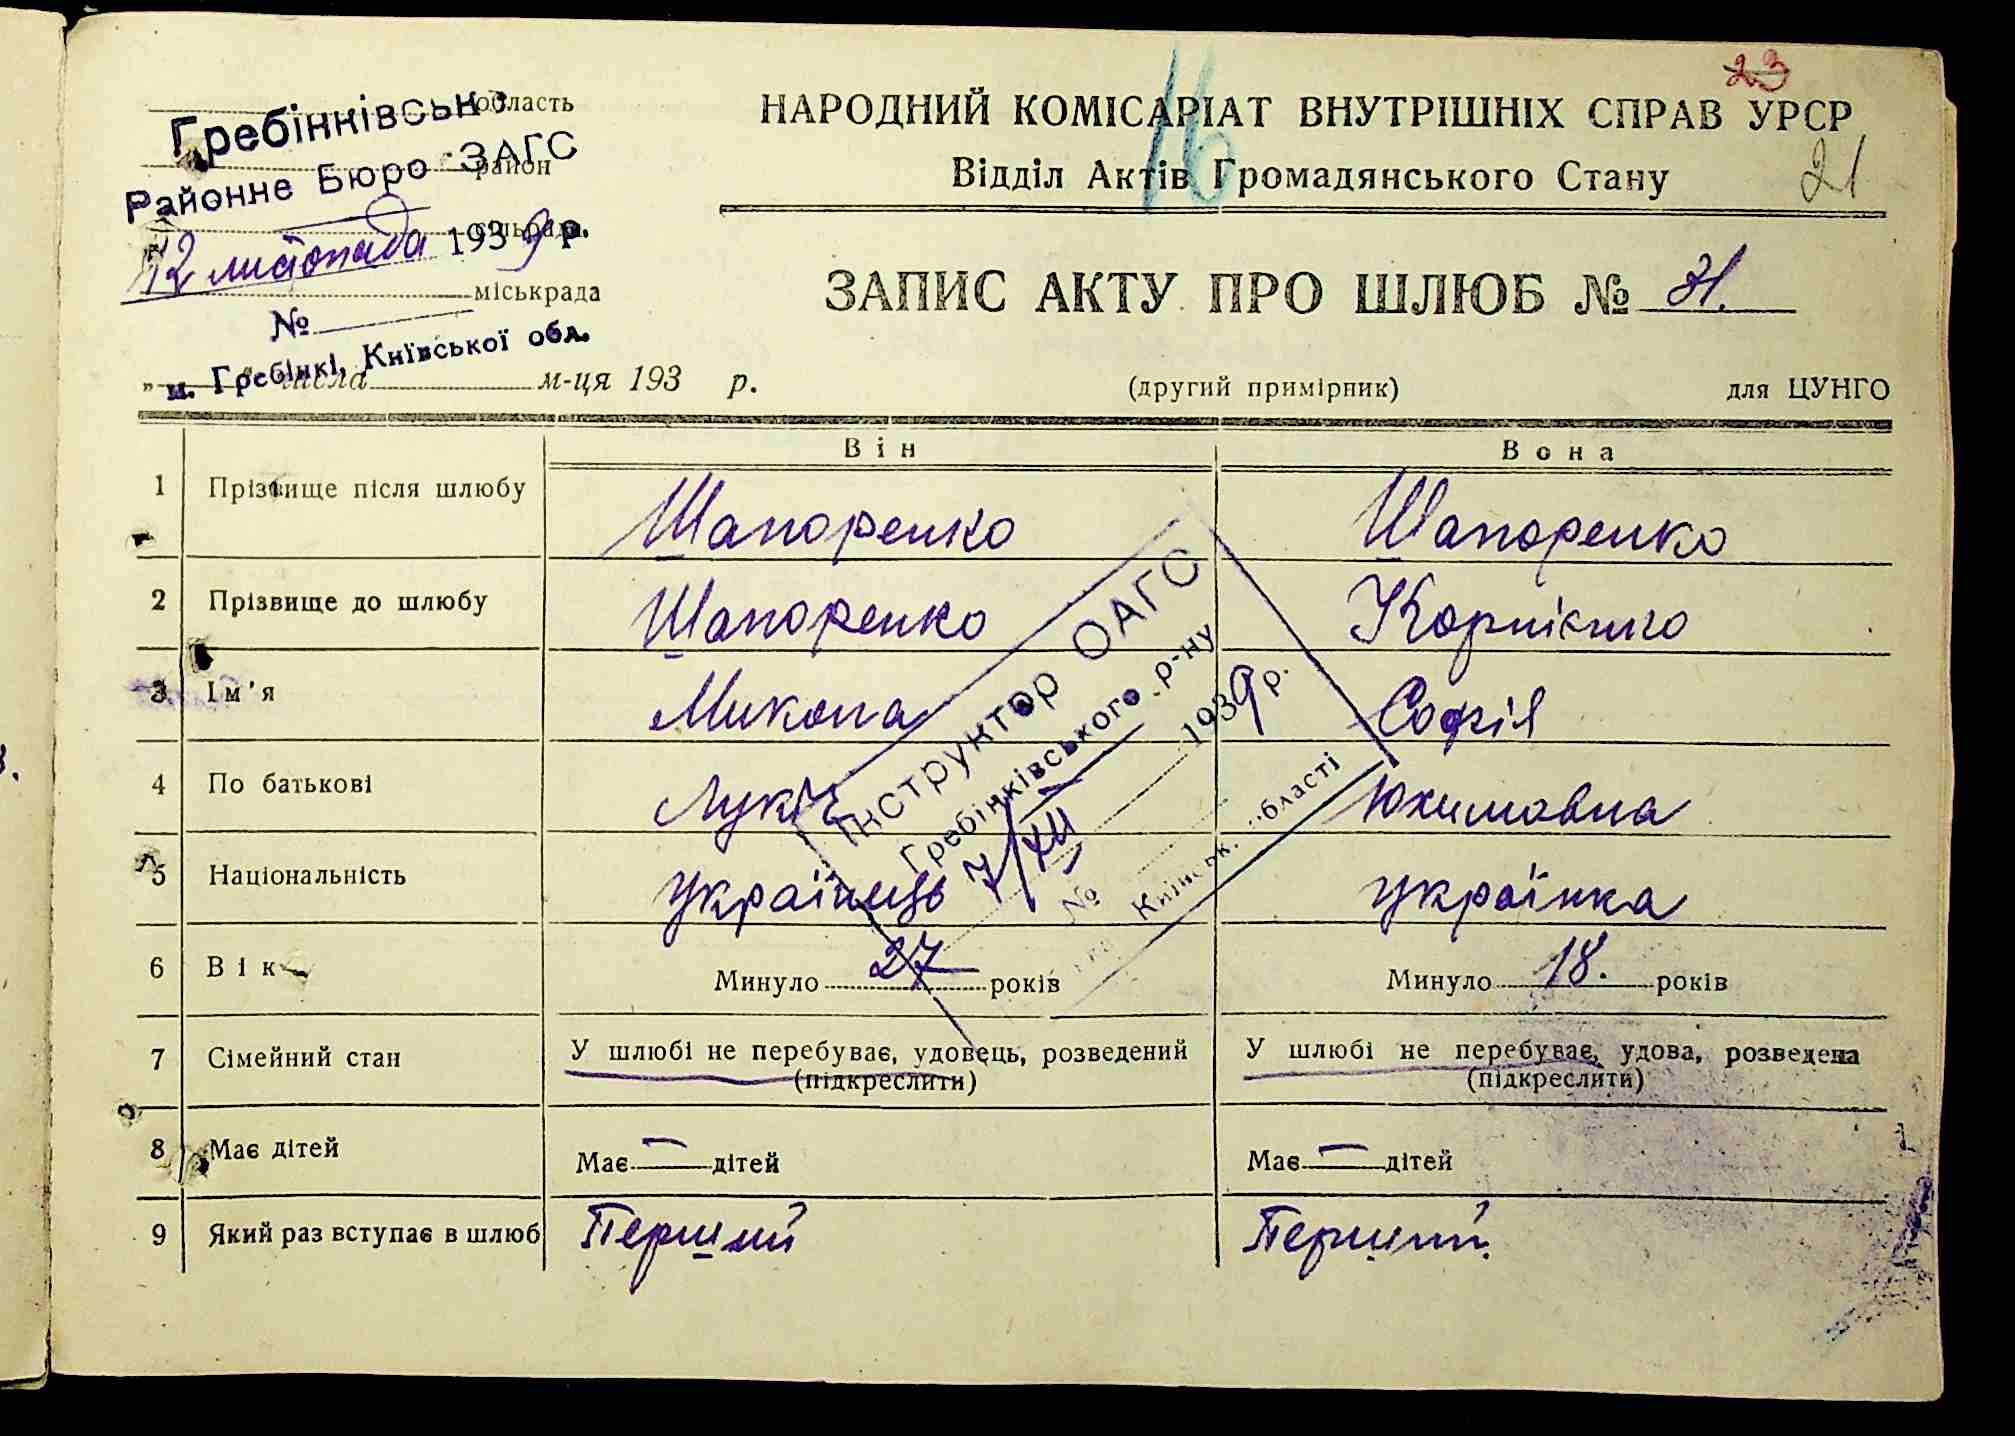 23
16
21
область
район
сільрада
міськрада
Гребінківське
Районне Бюро ЗАГС
12 листопада 1939 р.
№
м. Гребінкі, Київської обл.
" числа м-ця 193 р.
НАРОДНИЙ КОМІСАРІАТ ВНУТРІШНІХ СПРАВ УРСР
Відділ Актів Громадянського Стану
ЗАПИС АКТУ ПРО ШЛЮБ № 31.
(другий примірник) для ЦУНГО
Він Вона
1 Прізвище після шлюбу Шапоренко Шапоренко
2 Прізвище до шлюбу Шапоренко
3 Ім'я Микола Софія
4 По батькові Юхимовна
5 Національність українець українка
6 Вік Минуло 27 років Минуло 18. років
7 Сімейний стан У шлюбі не перебуває, удовець, розведений У шлюбі не перебуває, удова, розведена
(підкреслити) (підкреслити)
8 Має дітей Має — дітей Має — дітей
9 Який раз вступає в шлюб Перший Перший.
Інструктор ОАГС
Гребінківського р-ну
7/XII 1939 р.
№
Київськ. області